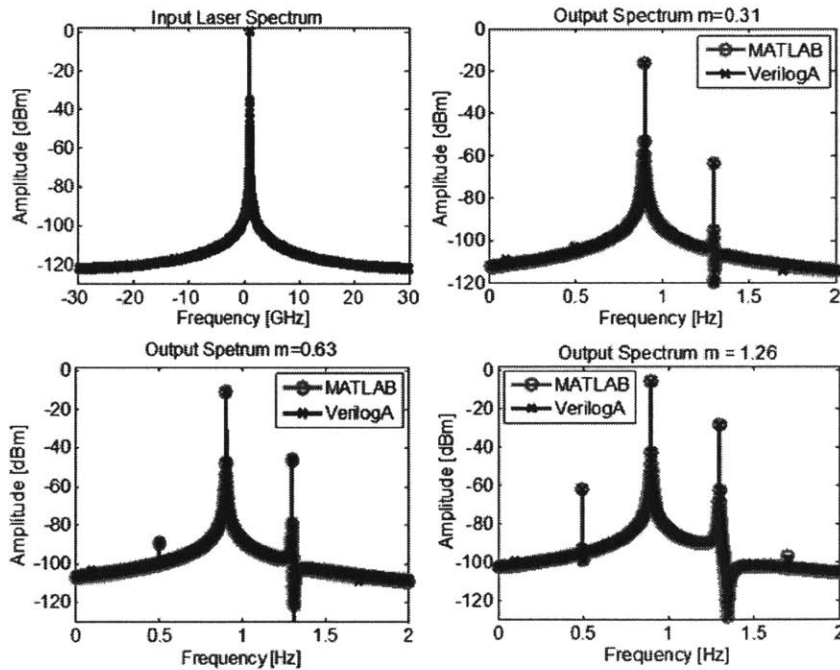 Input Laser Spectrum
Amplitude [dBm]
0
-20
-40
-60
-80
-100
-120
-30 -20 -10 0 10 20 30
Frequency [GHz]
Output Spectrum m=0.31
MATLAB
VerilogA
Amplitude [dBm]
0
-20
-40
-60
-80
-100
-120
0 0.5 1 1.5 2
Frequency [Hz]
Output Spetrum m=0.63
MATLAB
VerilogA
Amplitude [dBm]
0
-20
-40
-60
-80
-100
-120
0 0.5 1 1.5 2
Frequency [Hz]
Output Spectrum m = 1.26
MATLAB
VerilogA
Amplitude [dBm]
0
-20
-40
-60
-80
-100
-120
0 0.5 1 1.5 2
Frequency [Hz]